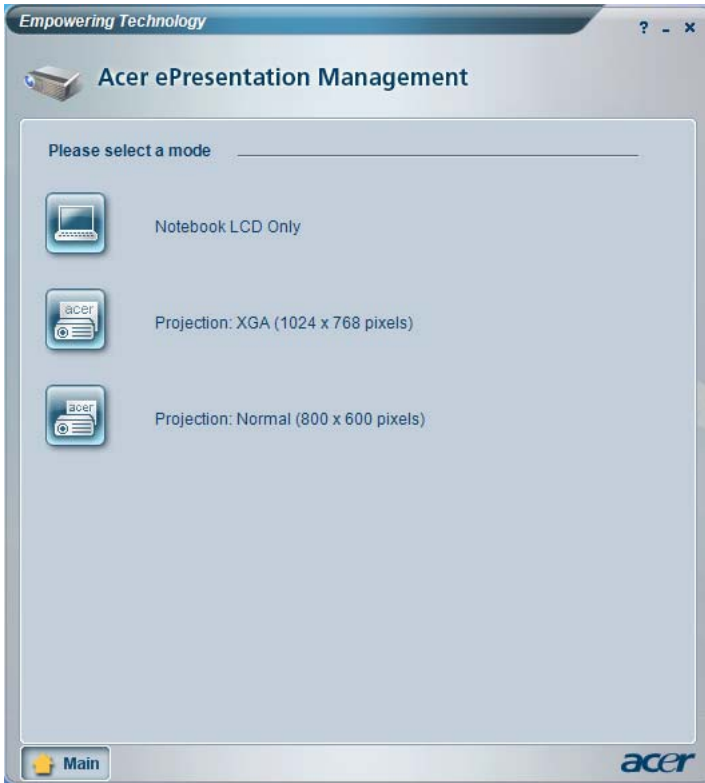 Empowering Technology
? - ×
Acer ePresentation Management
Please select a mode
Notebook LCD Only
acer
Projection: XGA (1024 x 768 pixels)
acer
Projection: Normal (800 x 600 pixels)
Main
acer